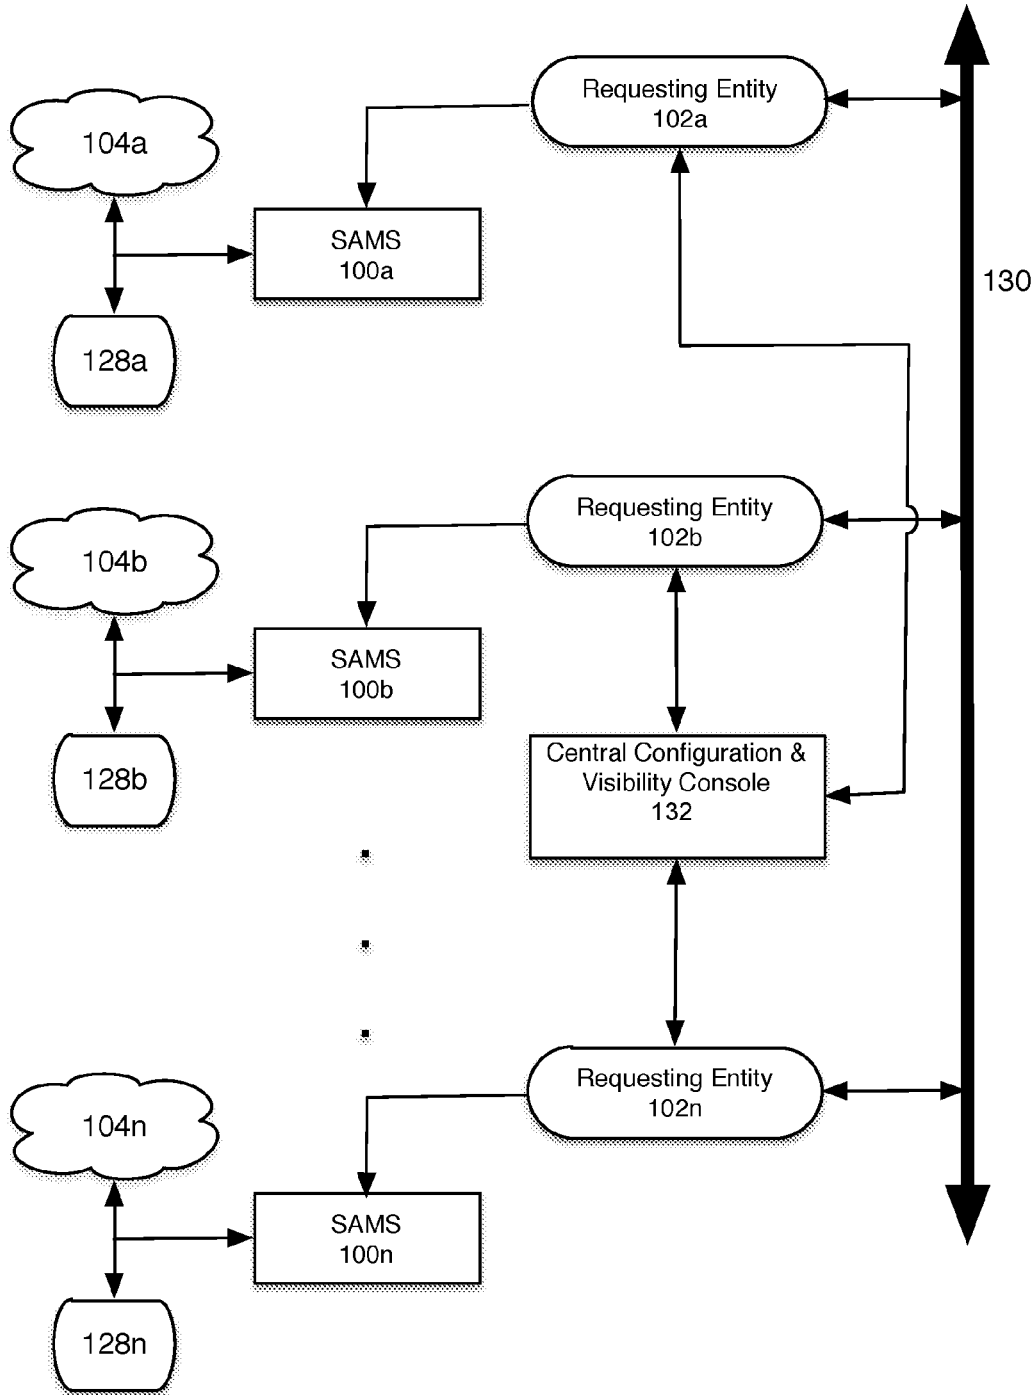 Requesting Entity
102a
104a
SAMS
100a
130
128a
Requesting Entity
102b
104b
SAMS
100b
128b
Central Configuration &
Visibility Console
132
Requesting Entity
102n
104n
SAMS
100n
128n